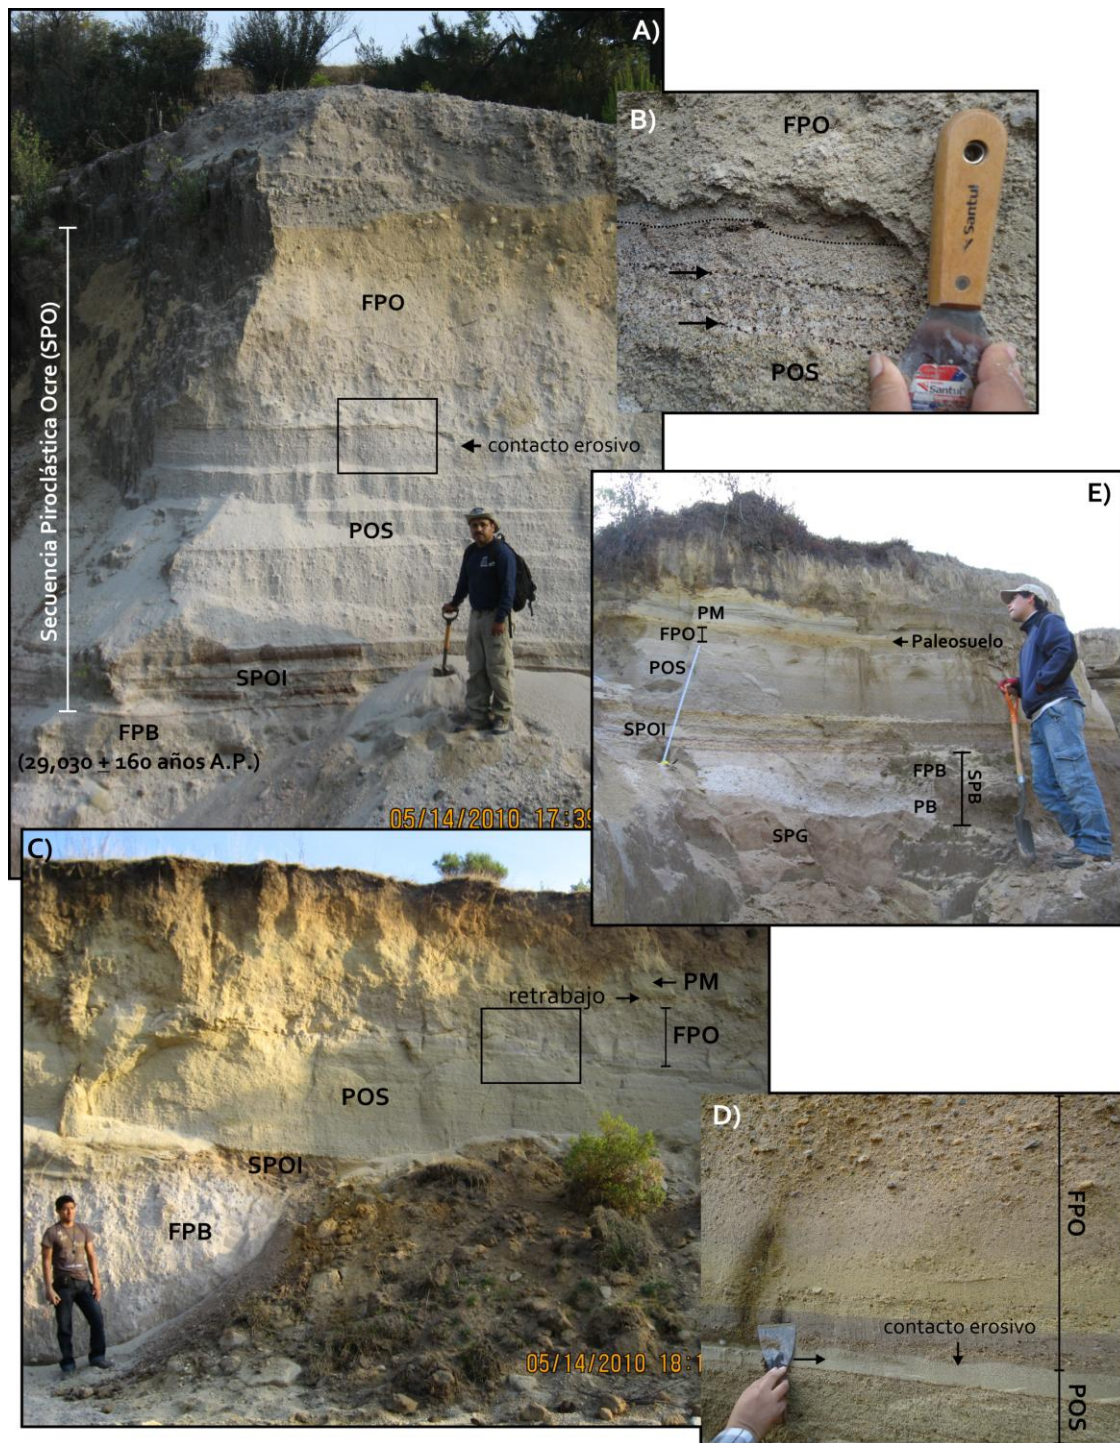 A)
FPO
contacto erosivo
POS
Secuencia Piroclástica Ocre (SPO)
SPOI
FPB
(29,030 ± 160 años A.P.)
05/14/2010 17:39
B)
FPO
POS
Santul
Santul
E)
PM
FPO
Paleosuelo
POS
SPOI
FPB
PB
SPB
SPG
C)
PM
retrabajo
FPO
POS
SPOI
FPB
05/14/2010 18:1
D)
FPO
contacto erosivo
POS